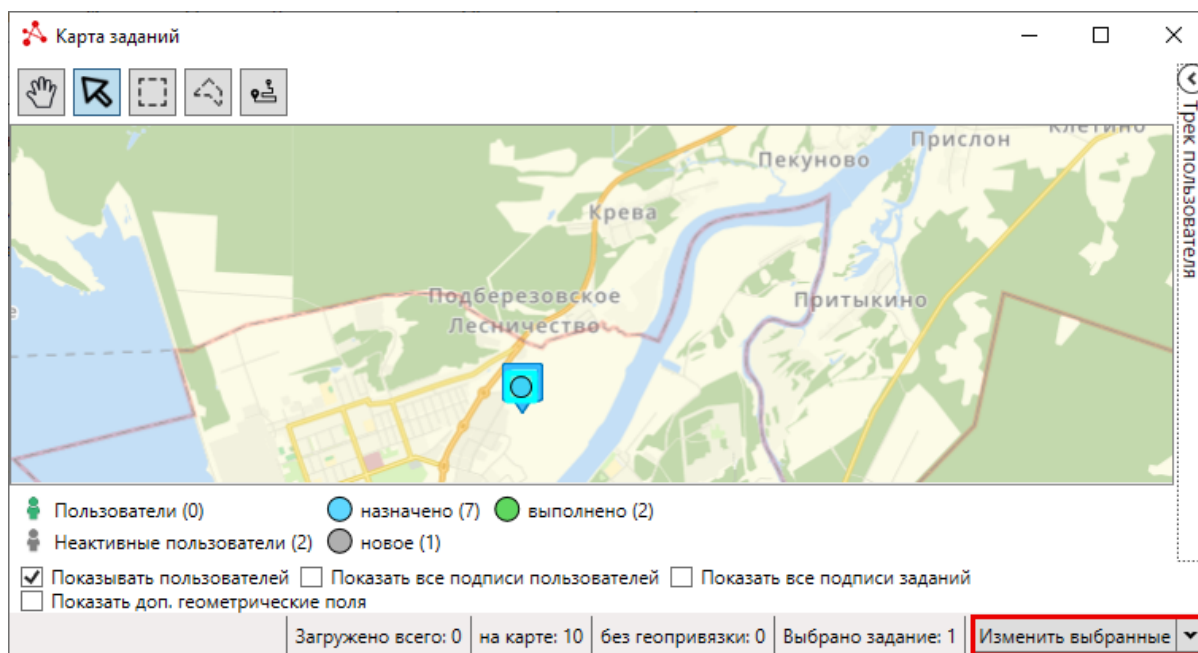 Карта заданий
Трек пользователя
Прислон
Пекуново
Крева
Подберезовское
Лесничество
Притыкино
Пользователи (0)
назначено (7)
выполнено (2)
Неактивные пользователи (2)
новое (1)
Показывать пользователей
Показать все подписи пользователей
Показать все подписи заданий
Показать доп. геометрические поля
Загружено всего: 0
на карте: 10
без геопривязки: 0
Выбрано задание: 1
Изменить выбранные